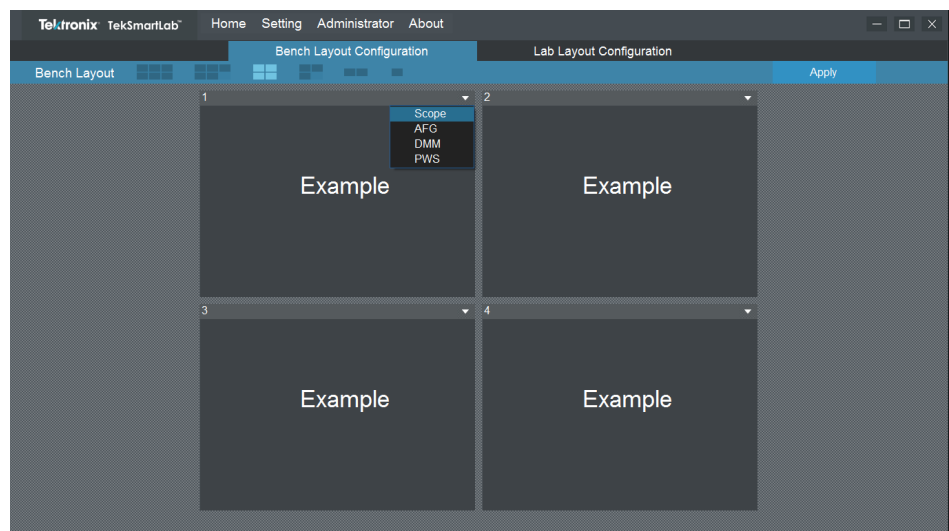 Tektronix TekSmartLab™ Home Setting Administrator About
Bench Layout Configuration Lab Layout Configuration
Bench Layout Apply
1 2
Scope
AFG
DMM
PWS
Example Example
3 4
Example Example